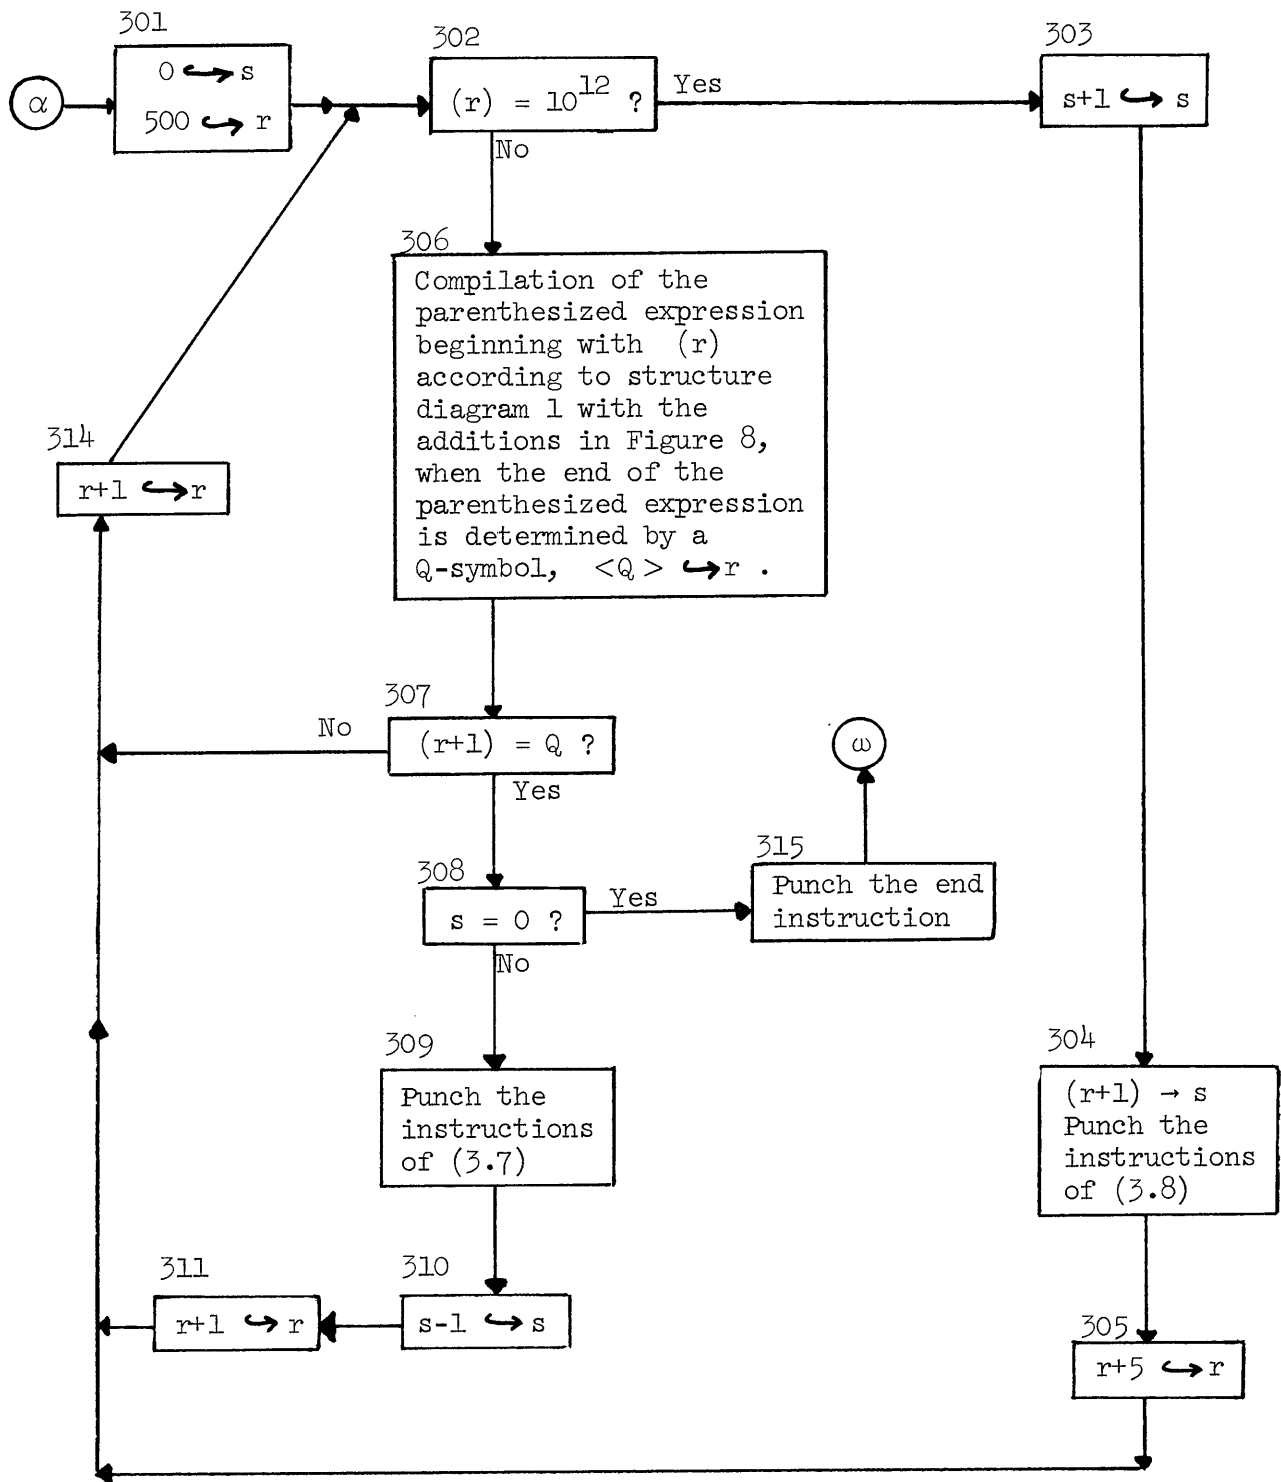 301
0 ↪ s
500 ↪ r
α
302
(r) = 10^12 ?
Yes
No
303
s+1 ↪ s
306
Compilation of the
parenthesized expression
beginning with (r)
according to structure
diagram 1 with the
additions in Figure 8,
when the end of the
parenthesized expression
is determined by a
Q-symbol, <Q> ↪ r .
314
r+1 ↪ r
307
(r+1) = Q ?
No
Yes
ω
308
s = 0 ?
Yes
No
315
Punch the end
instruction
309
Punch the
instructions
of (3.7)
304
(r+1) → s
Punch the
instructions
of (3.8)
311
r+1 ↪ r
310
s-1 ↪ s
305
r+5 ↪ r